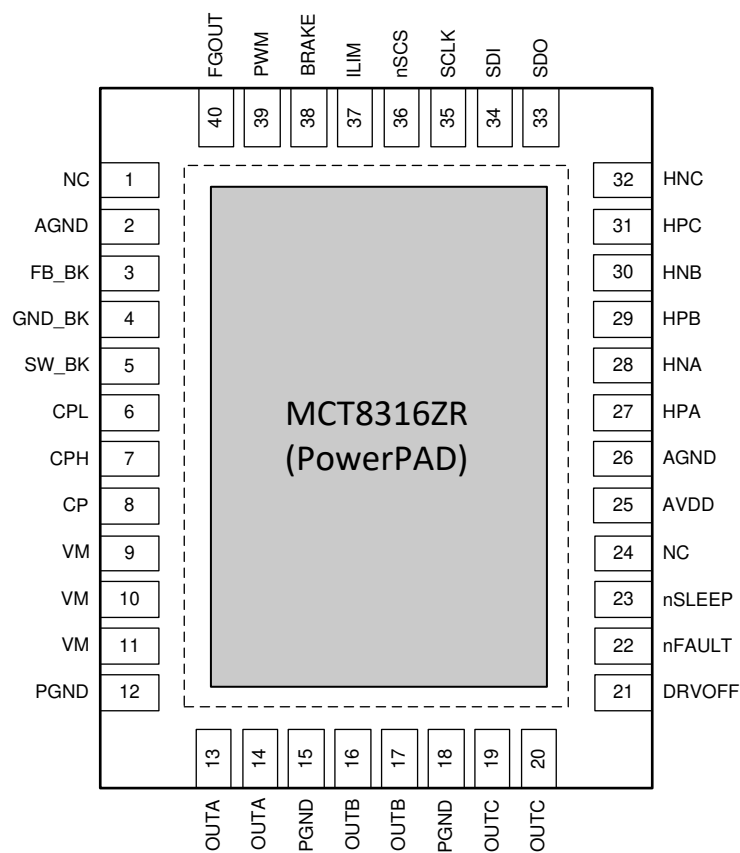 FGOUT PWM BRAKE ILIM nSCS SCLK SDI SDO
40 39 38 37 36 35 34 33
NC 1
AGND 2
FB_BK 3
GND_BK 4
SW_BK 5
CPL 6
CPH 7
CP 8
VM 9
VM 10
VM 11
PGND 12
MCT8316ZR
(PowerPAD)
32 HNC
31 HPC
30 HNB
29 HPB
28 HNA
27 HPA
26 AGND
25 AVDD
24 NC
23 nSLEEP
22 nFAULT
21 DRVOFF
13 14 15 16 17 18 19 20
OUTA OUTA PGND OUTB OUTB PGND OUTC OUTC